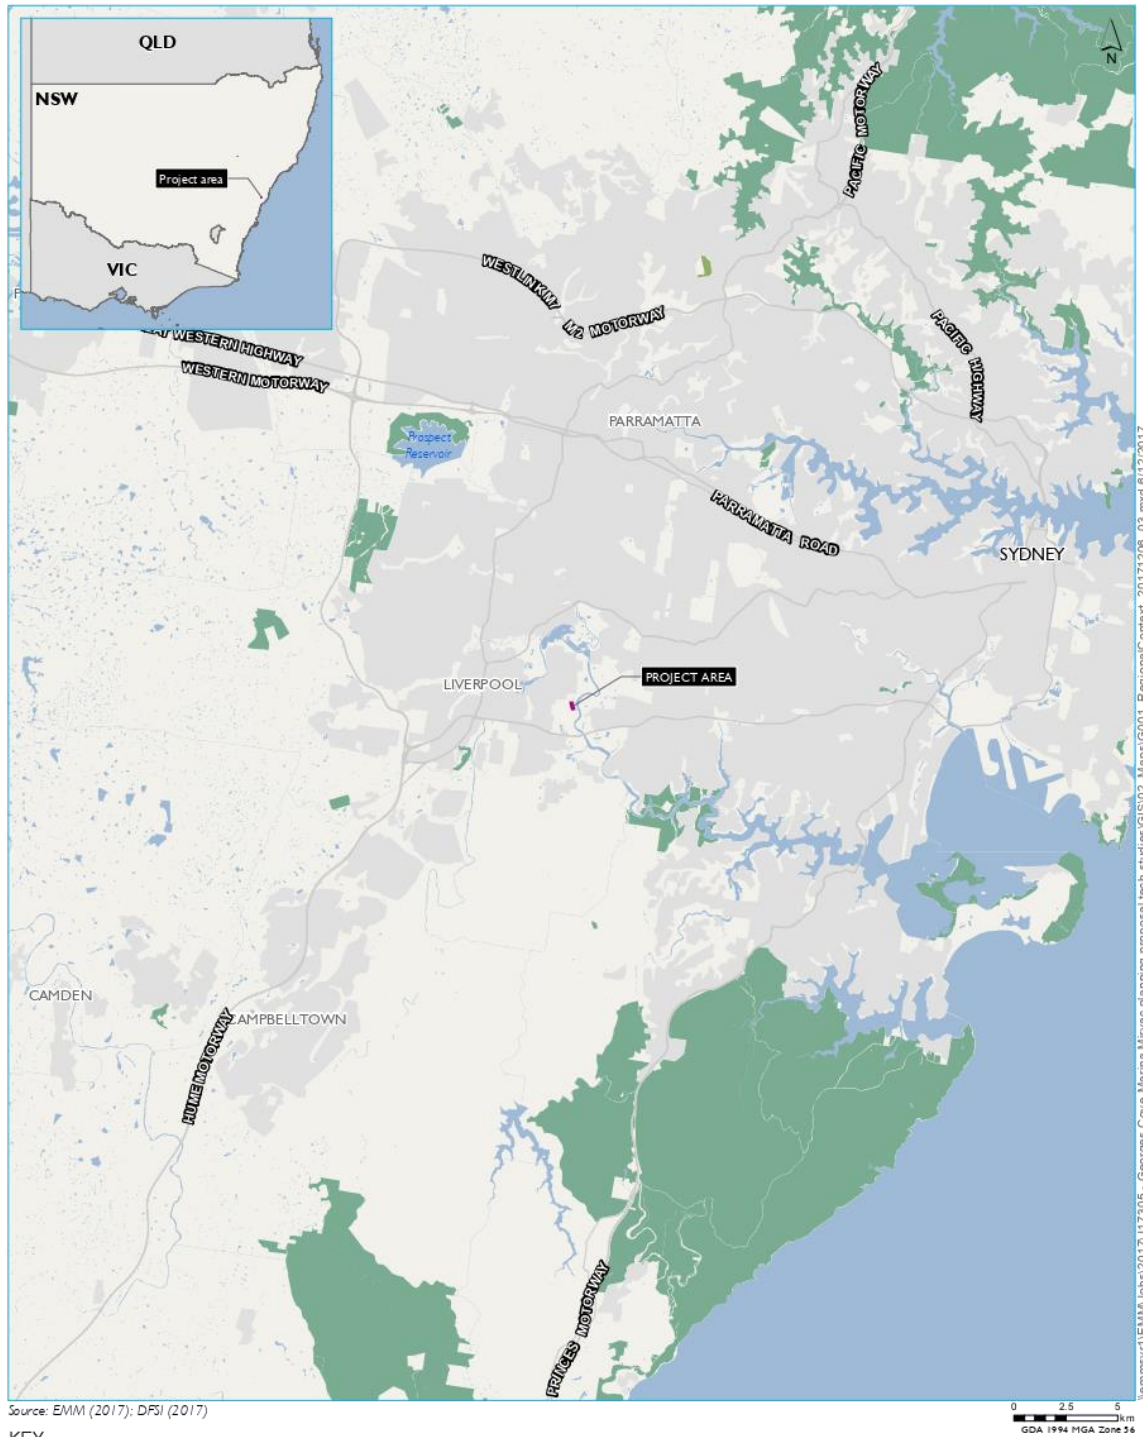 QLD
NSW
Project area
VIC
N
PACIFIC MOTORWAY
WESTLINK M7
M2 MOTORWAY
PACIFIC HIGHWAY
WESTERN HIGHWAY
WESTERN MOTORWAY
PARRAMATTA
Prospect
Reservoir
PARRAMATTA ROAD
SYDNEY
LIVERPOOL
PROJECT AREA
CAMDEN
CAMPBELLTOWN
HUME MOTORWAY
PRINCES MOTORWAY
Source: EMM (2017); DFSI (2017)
0 2.5 5
km
GDA 1994 MGA Zone 56
KEY